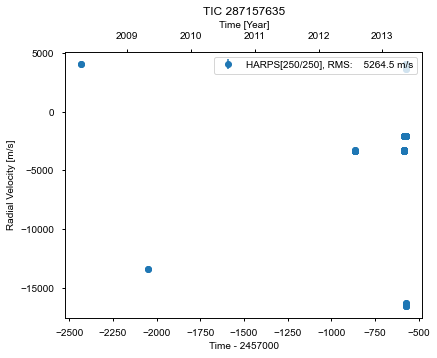 TIC 287157635
Time [Year]
2009 2010 2011 2012 2013
5000
HARPS[250/250], RMS: 5264.5 m/s
0
−5000
−10000
−15000
Radial Velocity [m/s]
−2500 −2250 −2000 −1750 −1500 −1250 −1000 −750 −500
Time - 2457000